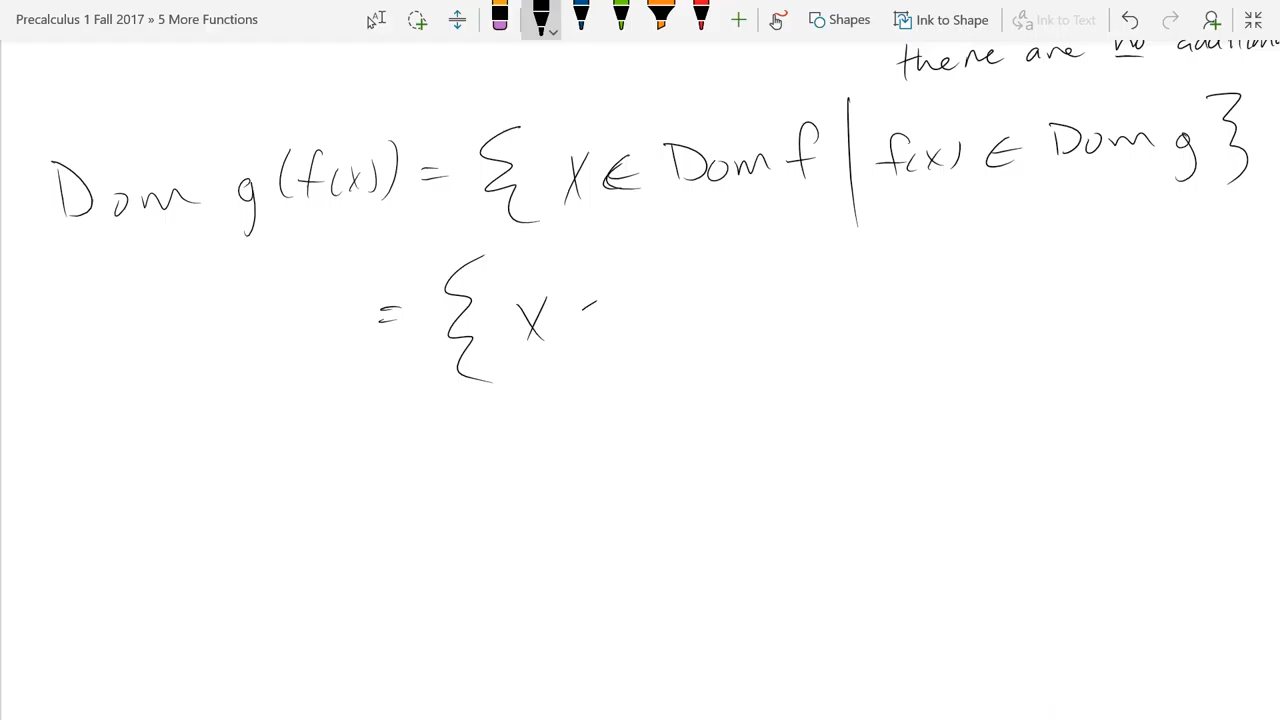 Precalculus 1 Fall 2017 » 5 More Functions Shapes Ink to Shape Ink to Text
there are no
Dom g(f(x)) = { x ∈ Dom f | f(x) ∈ Dom g }
= { x